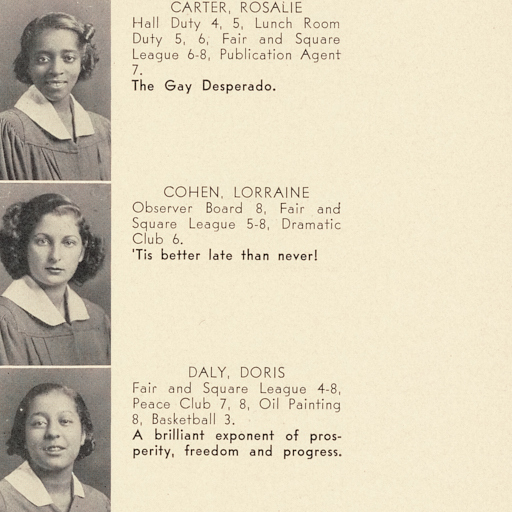 CARTER, ROSALIE
Hall Duty 4, 5, Lunch Room
Duty 5, 6, Fair and Square
League 6-8, Publication Agent
7.
The Gay Desperado.
COHEN, LORRAINE
Observer Board 8, Fair and
Square League 5-8, Dramatic
Club 6.
'Tis better late than never!
DALY, DORIS
Fair and Square League 4-8,
Peace Club 7, 8, Oil Painting
8, Basketball 3.
A brilliant exponent of pros-
perity, freedom and progress.